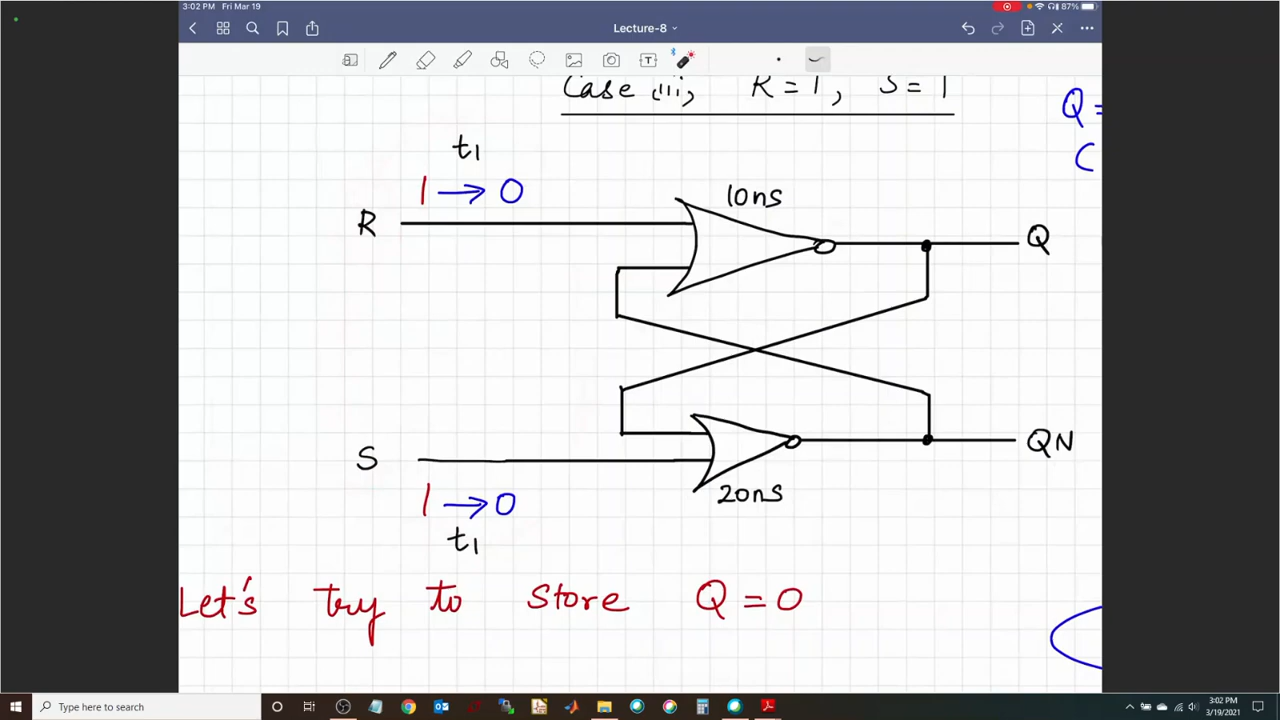 3:02 PM Fri Mar 19
87%
Lecture-8
Case (iii) R = 1, S = 1
Q =
t1
1 → 0
10ns
R
Q
S
QN
1 → 0
20ns
t1
Let's try to store Q = 0
Type here to search
3:02 PM
3/19/2021